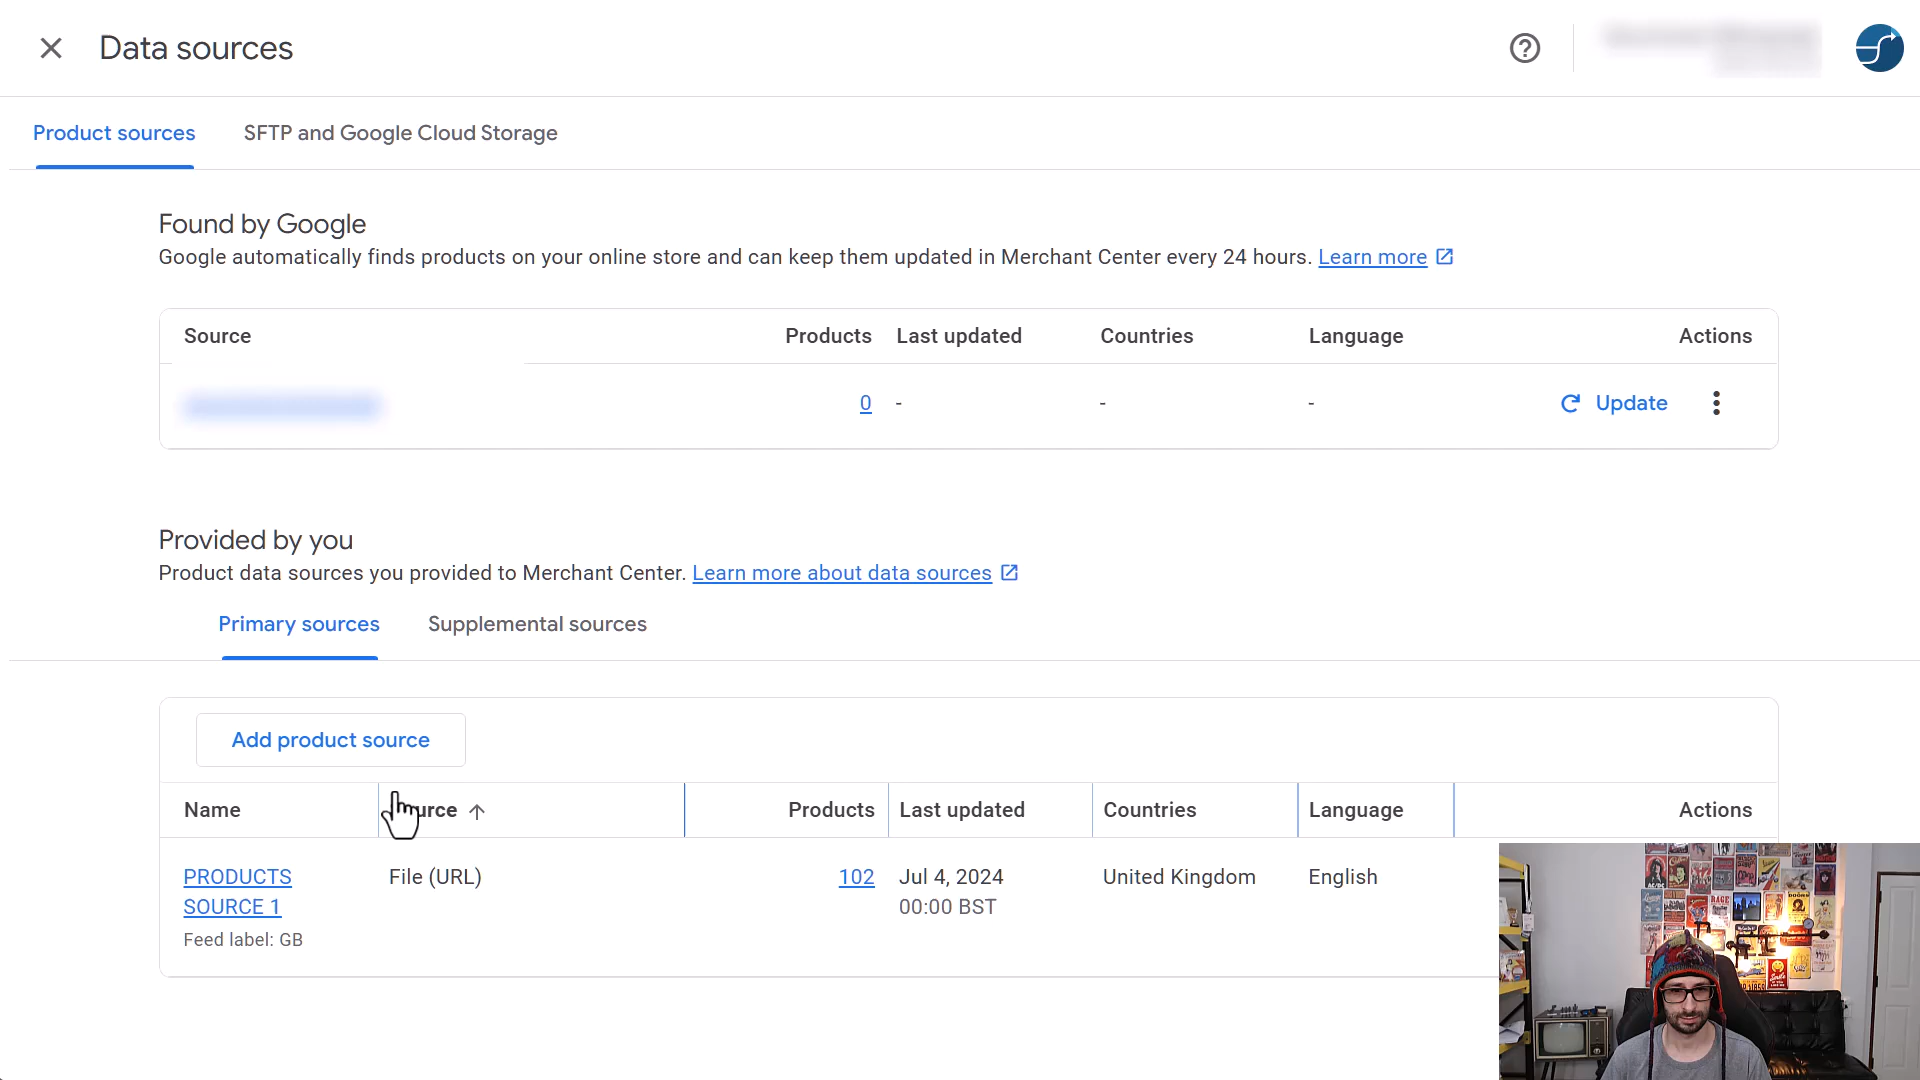 Data sources
Product sources
SFTP and Google Cloud Storage
Found by Google
Google automatically finds products on your online store and can keep them updated in Merchant Center every 24 hours. Learn more
Source Products Last updated Countries Language Actions
0 - - - Update
Provided by you
Product data sources you provided to Merchant Center. Learn more about data sources
Primary sources
Supplemental sources
Add product source
Name urce Products Last updated Countries Language Actions
PRODUCTS File (URL) 102 Jul 4, 2024 United Kingdom English
SOURCE 1 00:00 BST
Feed label: GB